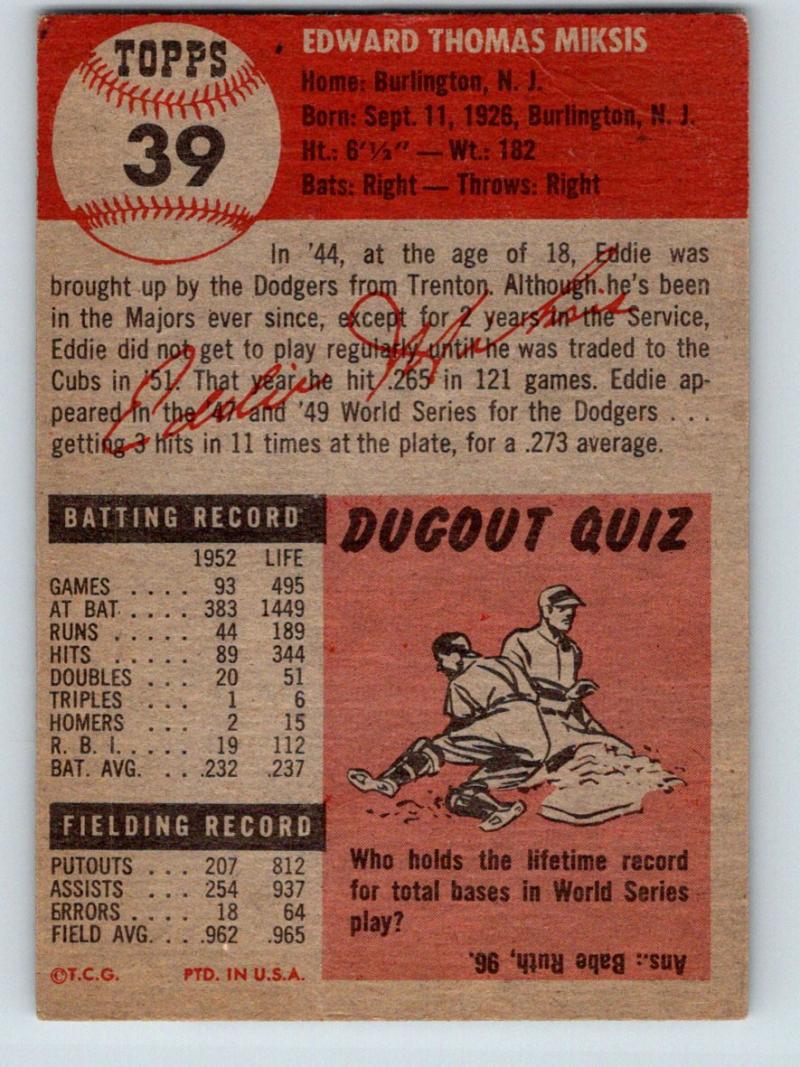 TOPPS
39
EDWARD THOMAS MIKSIS
Home: Burlington, N. J.
Born: Sept. 11, 1926, Burlington, N. J.
Ht.: 6'½" — Wt.: 182
Bats: Right — Throws: Right
In '44, at the age of 18, Eddie was
brought up by the Dodgers from Trenton. Although he's been
in the Majors ever since, except for 2 years in the Service,
Eddie did not get to play regularly until he was traded to the
Cubs in '51. That year he hit .265 in 121 games. Eddie ap-
peared in the '47 and '49 World Series for the Dodgers . . .
getting 3 hits in 11 times at the plate, for a .273 average.
Eddie Miksis
BATTING RECORD
1952 LIFE
GAMES . . . . 93 495
AT BAT . . . . 383 1449
RUNS . . . . . 44 189
HITS . . . . . 89 344
DOUBLES . . . 20 51
TRIPLES . . . 1 6
HOMERS . . . 2 15
R. B. I. . . . . 19 112
BAT. AVG. . . .232 .237
FIELDING RECORD
PUTOUTS . . . 207 812
ASSISTS . . . 254 937
ERRORS . . . . 18 64
FIELD AVG. . . .962 .965
©T.C.G. PTD. IN U.S.A.
DUGOUT QUIZ
Who holds the lifetime record
for total bases in World Series
play?
Ans.: Babe Ruth, 96.